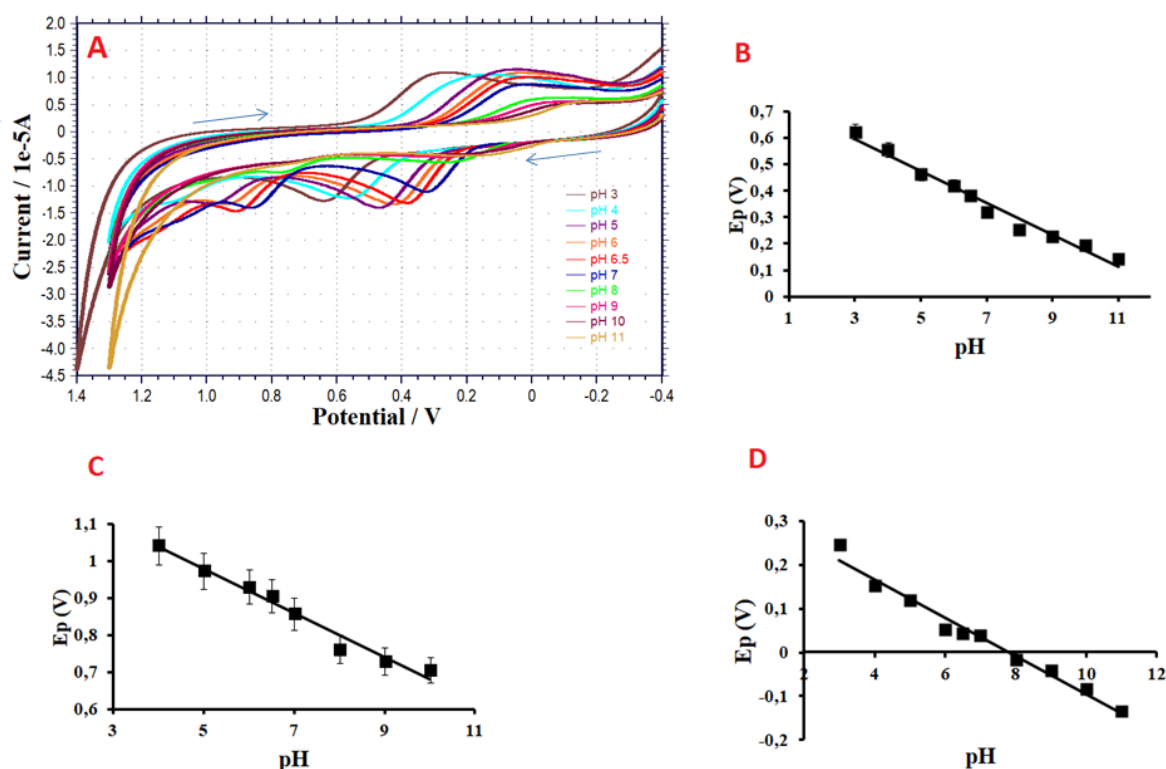 A
2.0
1.5
1.0
0.5
0
-0.5
-1.0
-1.5
-2.0
-2.5
-3.0
-3.5
-4.0
-4.5
Current / 1e-5A
1.4 1.2 1.0 0.8 0.6 0.4 0.2 0 -0.2 -0.4
Potential / V
pH 3
pH 4
pH 5
pH 6
pH 6.5
pH 7
pH 8
pH 9
pH 10
pH 11
B
0,7
0,6
0,5
0,4
0,3
0,2
0,1
0
Ep (V)
1 3 5 7 9 11
pH
C
1,1
1
0,9
0,8
0,7
0,6
Ep (V)
3 5 7 9 11
pH
D
0,3
0,2
0,1
0
-0,1
-0,2
Ep (V)
2 4 6 8 10 12
pH